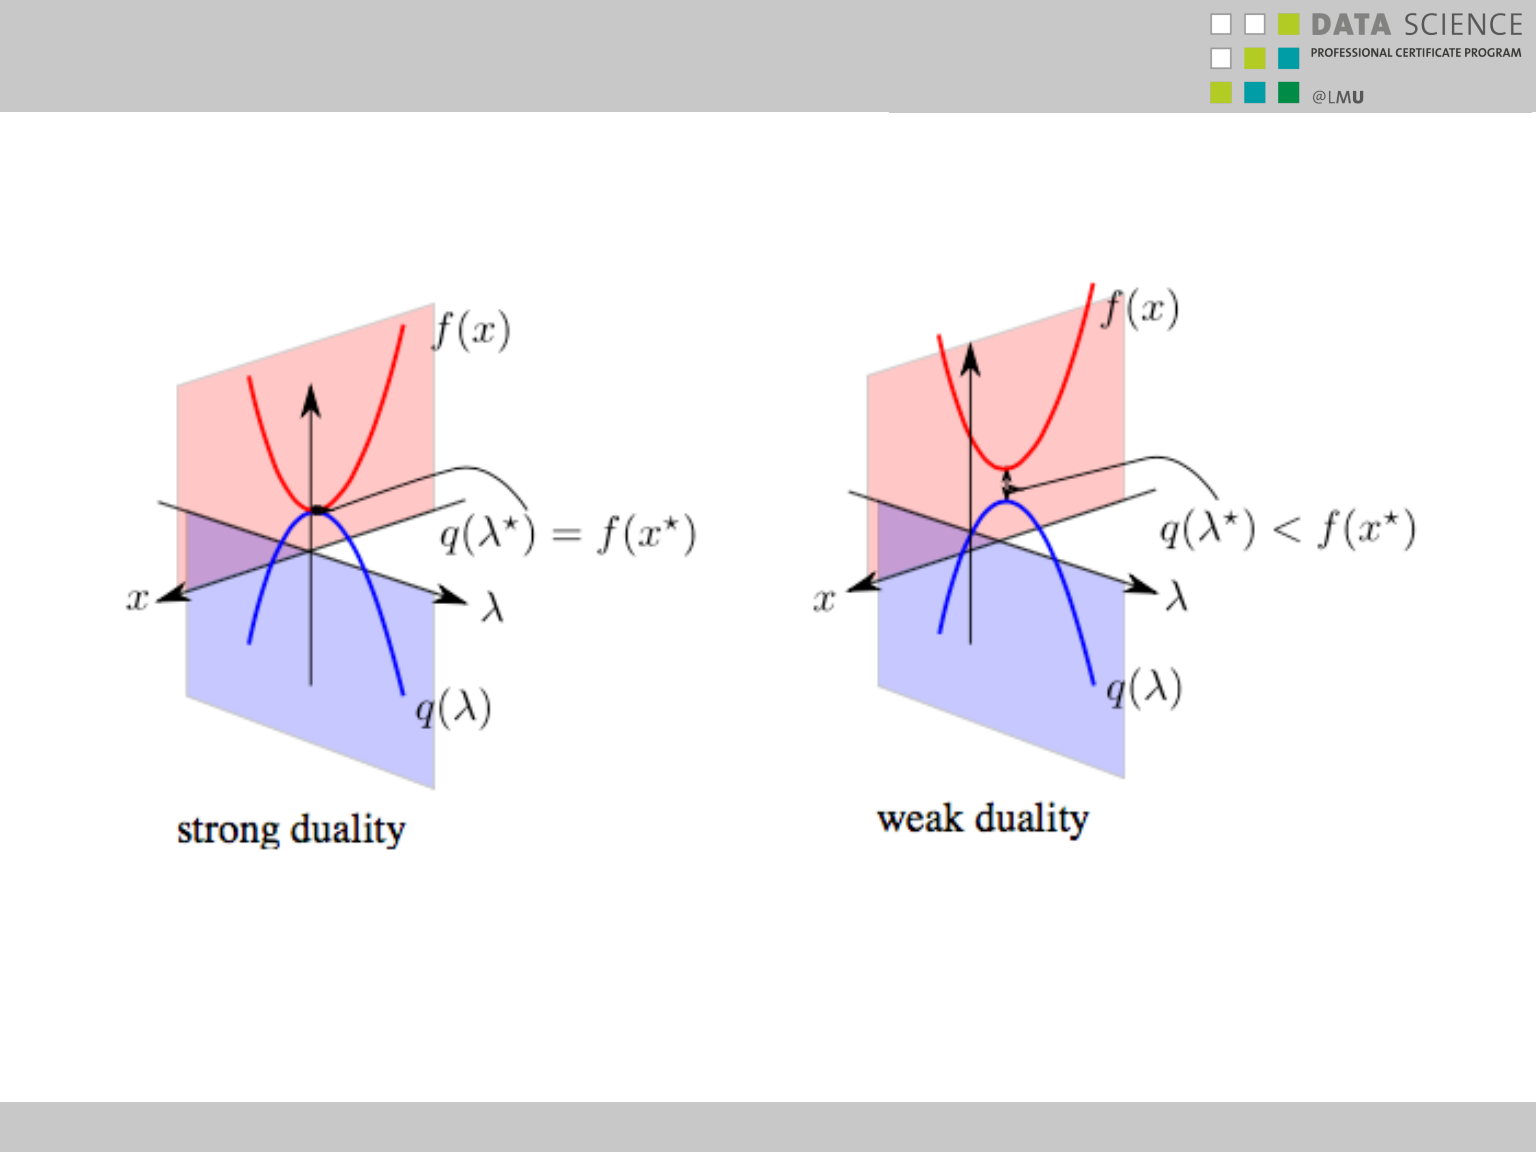 DATA SCIENCE
PROFESSIONAL CERTIFICATE PROGRAM
@LMU
f(x)
q(λ⋆) = f(x⋆)
x
λ
q(λ)
strong duality
f(x)
q(λ⋆) < f(x⋆)
x
λ
q(λ)
weak duality